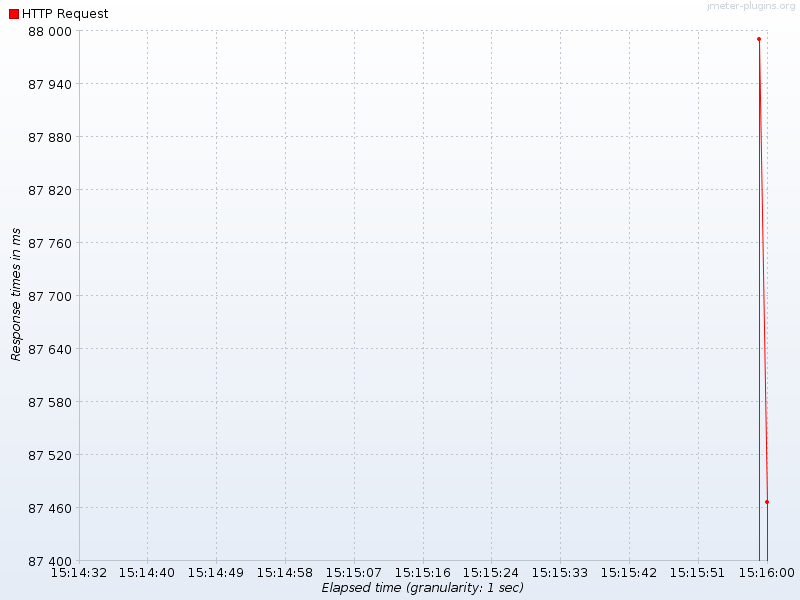 HTTP Request
jmeter-plugins.org
88 000
87 940
87 880
87 820
87 760
87 700
87 640
87 580
87 520
87 460
87 400
Response times in ms
15:14:32 15:14:40 15:14:49 15:14:58 15:15:07 15:15:16 15:15:24 15:15:33 15:15:42 15:15:51 15:16:00
Elapsed time (granularity: 1 sec)